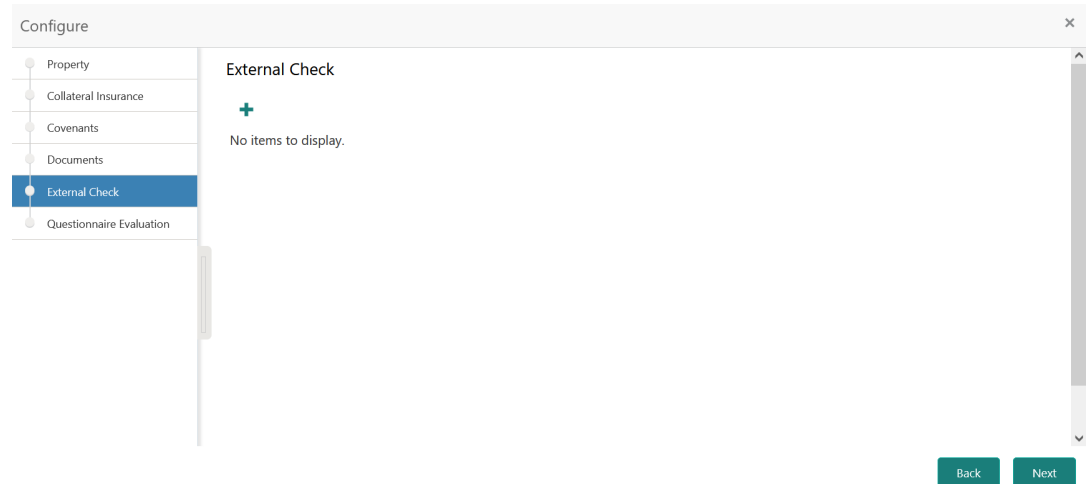 Configure
Property
Collateral Insurance
Covenants
Documents
External Check
Questionnaire Evaluation
External Check
No items to display.
Back
Next